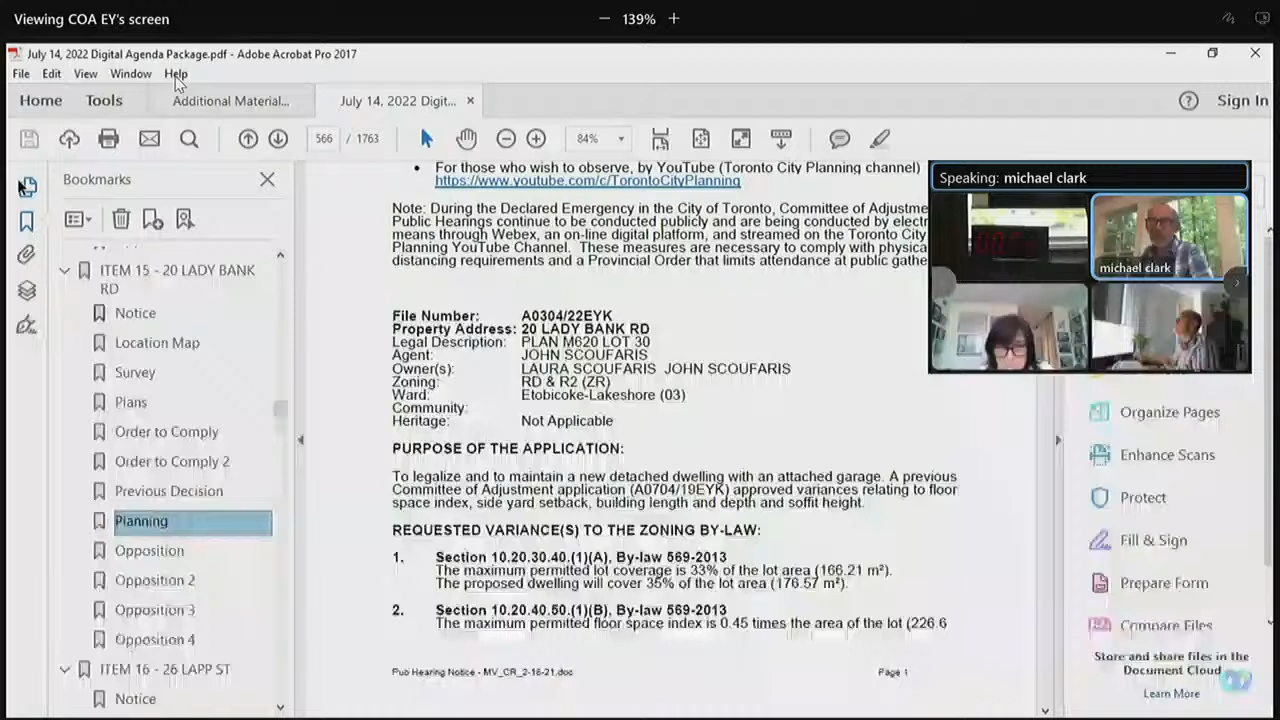 Viewing COA EY's screen
139%
July 14, 2022 Digital Agenda Package.pdf - Adobe Acrobat Pro 2017
File Edit View Window Help
Home Tools Additional Material... July 14, 2022 Digit... Sign In
566 / 1763 84%
Bookmarks
ITEM 15 - 20 LADY BANK
RD
Notice
Location Map
Survey
Plans
Order to Comply
Order to Comply 2
Previous Decision
Planning
Opposition
Opposition 2
Opposition 3
Opposition 4
ITEM 16 - 26 LAPP ST
Notice
For those who wish to observe, by YouTube (Toronto City Planning channel)
https://www.youtube.com/c/TorontoCityPlanning
Note: During the Declared Emergency in the City of Toronto, Committee of Adjustme
Public Hearings continue to be conducted publicly and are being conducted by electr
means through Webex, an on-line digital platform, and streamed on the Toronto City
Planning YouTube Channel. These measures are necessary to comply with physica
distancing requirements and a Provincial Order that limits attendance at public gathe
File Number: A0304/22EYK
Property Address: 20 LADY BANK RD
Legal Description: PLAN M620 LOT 30
Agent: JOHN SCOUFARIS
Owner(s): LAURA SCOUFARIS JOHN SCOUFARIS
Zoning: RD & R2 (ZR)
Ward: Etobicoke-Lakeshore (03)
Community:
Heritage: Not Applicable
PURPOSE OF THE APPLICATION:
To legalize and to maintain a new detached dwelling with an attached garage. A previous
Committee of Adjustment application (A0704/19EYK) approved variances relating to floor
space index, side yard setback, building length and depth and soffit height.
REQUESTED VARIANCE(S) TO THE ZONING BY-LAW:
1. Section 10.20.30.40.(1)(A), By-law 569-2013
The maximum permitted lot coverage is 33% of the lot area (166.21 m²).
The proposed dwelling will cover 35% of the lot area (176.57 m²).
2. Section 10.20.40.50.(1)(B), By-law 569-2013
The maximum permitted floor space index is 0.45 times the area of the lot (226.6
Pub Hearing Notice - MV_CR_2-16-21.doc Page 1
Speaking: michael clark
michael clark
Organize Pages
Enhance Scans
Protect
Fill & Sign
Prepare Form
Compare Files
Store and share files in the
Document Cloud
Learn More